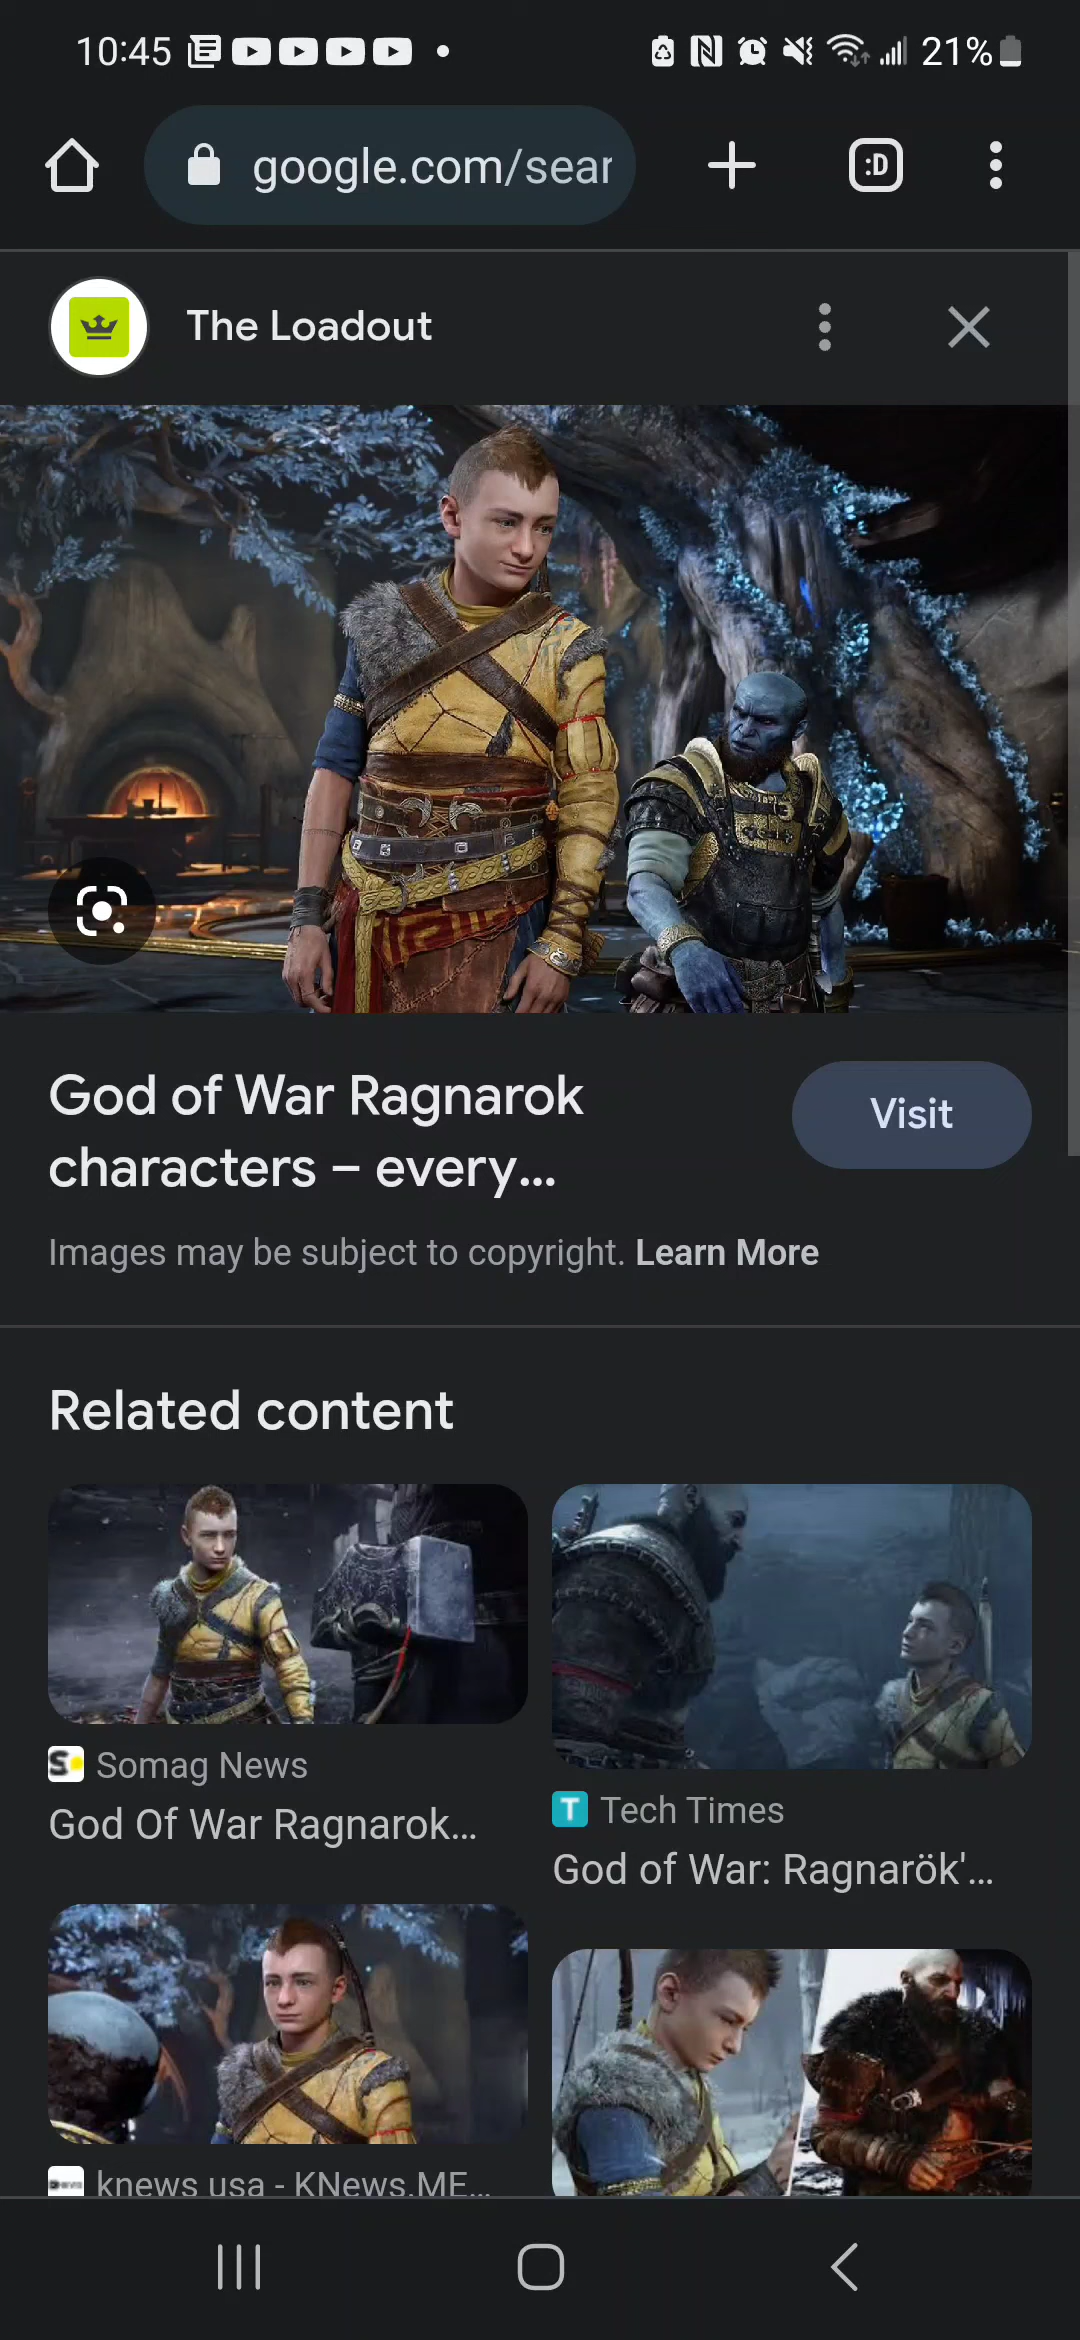 10:45
21%
google.com/sear
:D
The Loadout
God of War Ragnarok
characters – every...
Visit
Images may be subject to copyright. Learn More
Related content
Somag News
God Of War Ragnarok...
T Tech Times
God of War: Ragnarök'...
knews usa - KNews.ME...